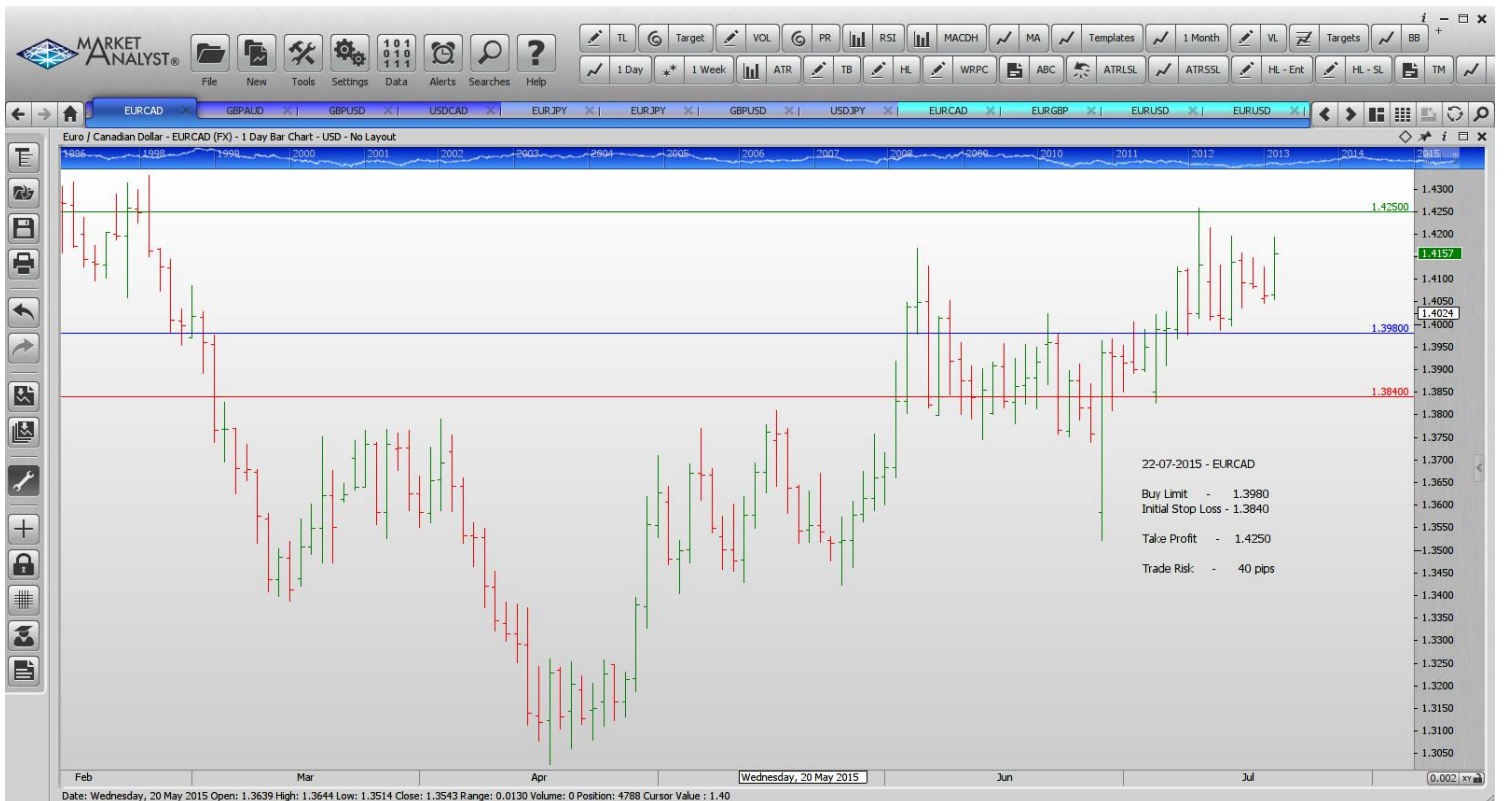 MARKET ANALYST®
File New Tools Settings Data Alerts Searches Help
101
010
111
TL Target VOL PR RSI MACDH MA Templates 1 Month VL Targets BB
1 Day 1 Week ATR TB HL WRPC ABC ATRLSL ATRSSL HL - Ent HL - SL TM
EURCAD GBPAUD GBPUSD USDCAD EURJPY EURJPY GBPUSD USDJPY EURCAD EURGBP EURUSD EURUSD
Euro / Canadian Dollar - EURCAD (FX) - 1 Day Bar Chart - USD - No Layout
1996 1998 1999 2000 2001 2002 2003 2004 2005 2006 2007 2008 2009 2010 2011 2012 2013 2014 2015
1.4300
1.42500
1.4250
1.4200
1.4157
1.4100
1.4050
1.4024
1.4000
1.39800
1.3950
1.3900
1.3850
1.38400
1.3800
1.3750
1.3700
1.3650
1.3600
1.3550
1.3500
1.3450
1.3400
1.3350
1.3300
1.3250
1.3200
1.3150
1.3100
1.3050
22-07-2015 - EURCAD
Buy Limit - 1.3980
Initial Stop Loss - 1.3840
Take Profit - 1.4250
Trade Risk - 40 pips
Feb Mar Apr Wednesday, 20 May 2015 Jun Jul 0.002 XY
Date: Wednesday, 20 May 2015 Open: 1.3639 High: 1.3644 Low: 1.3514 Close: 1.3543 Range: 0.0130 Volume: 0 Position: 4788 Cursor Value : 1.40